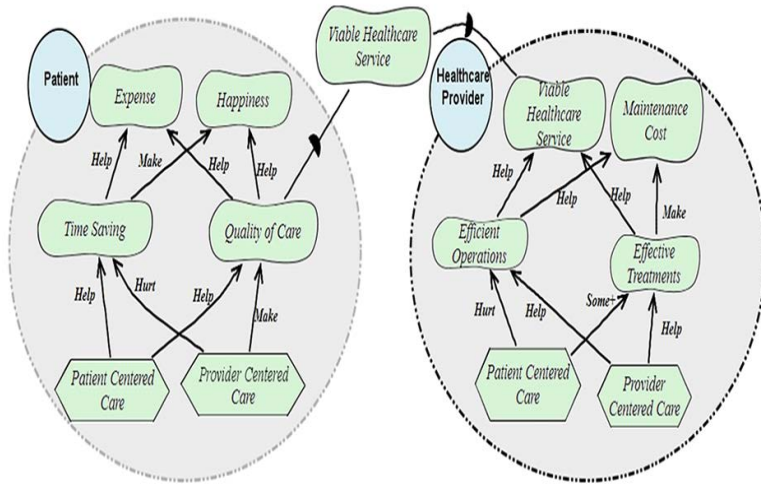 Viable Healthcare
Service
Patient
Expense
Happiness
Help
Make
Help
Help
Time Saving
Quality of Care
Help
Hurt
Help
Make
Patient Centered
Care
Provider Centered
Care
Healthcare
Provider
Viable
Healthcare
Service
Maintenance
Cost
Help
Help
Help
Make
Efficient
Operations
Effective
Treatments
Hurt
Help
Some+
Help
Patient Centered
Care
Provider
Centered Care